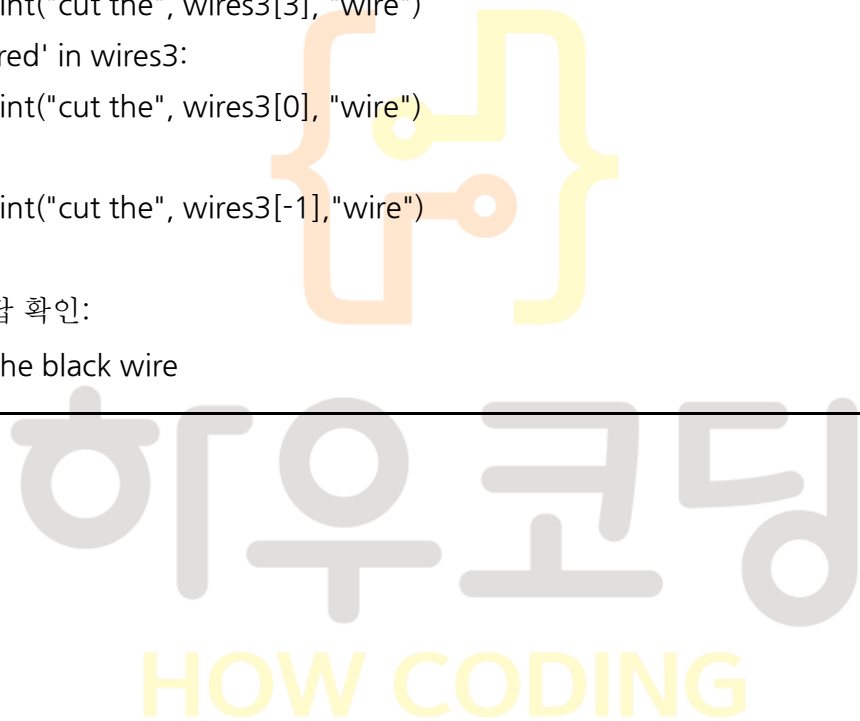 int("cut the", wires3[3], "wire")
red' in wires3:
int("cut the", wires3[0], "wire")
int("cut the", wires3[-1],"wire")
확인:
he black wire
하우코딩
HOW CODING